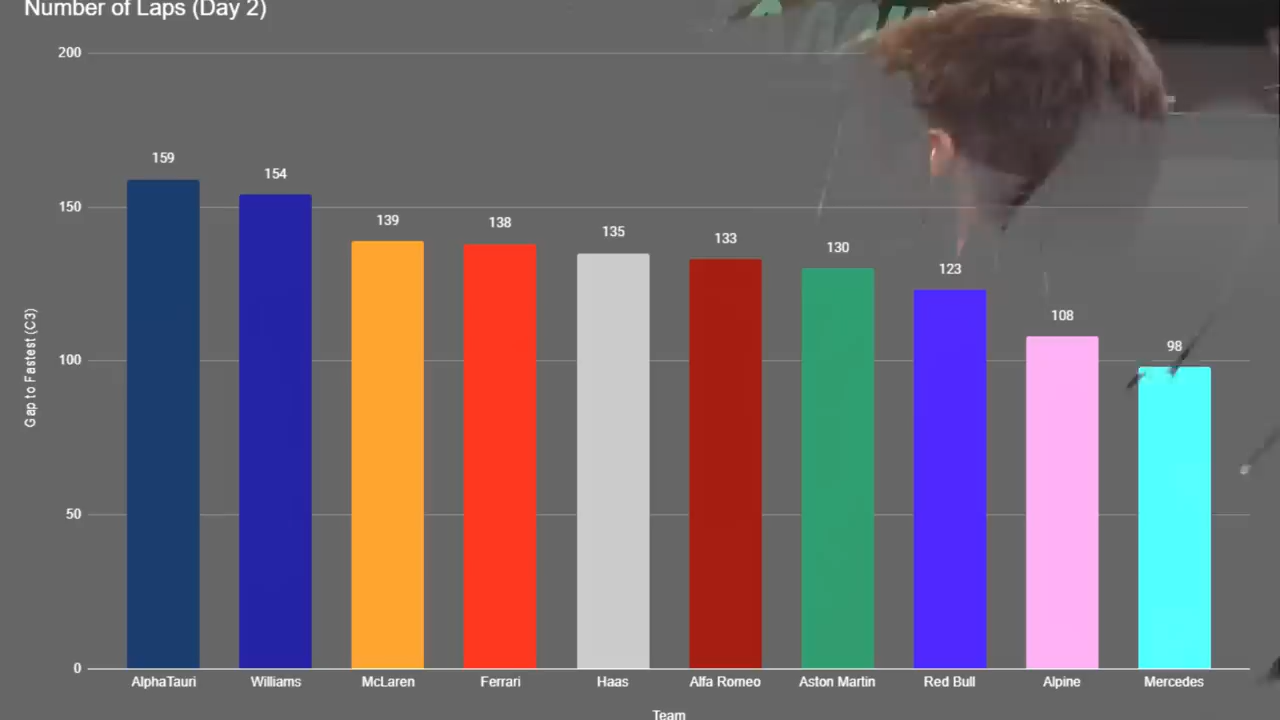 Number of Laps (Day 2)
200
150
100
50
0
Gap to Fastest (C3)
159
154
139
138
135
133
130
123
108
98
AlphaTauri
Williams
McLaren
Ferrari
Haas
Alfa Romeo
Aston Martin
Red Bull
Alpine
Mercedes
Team